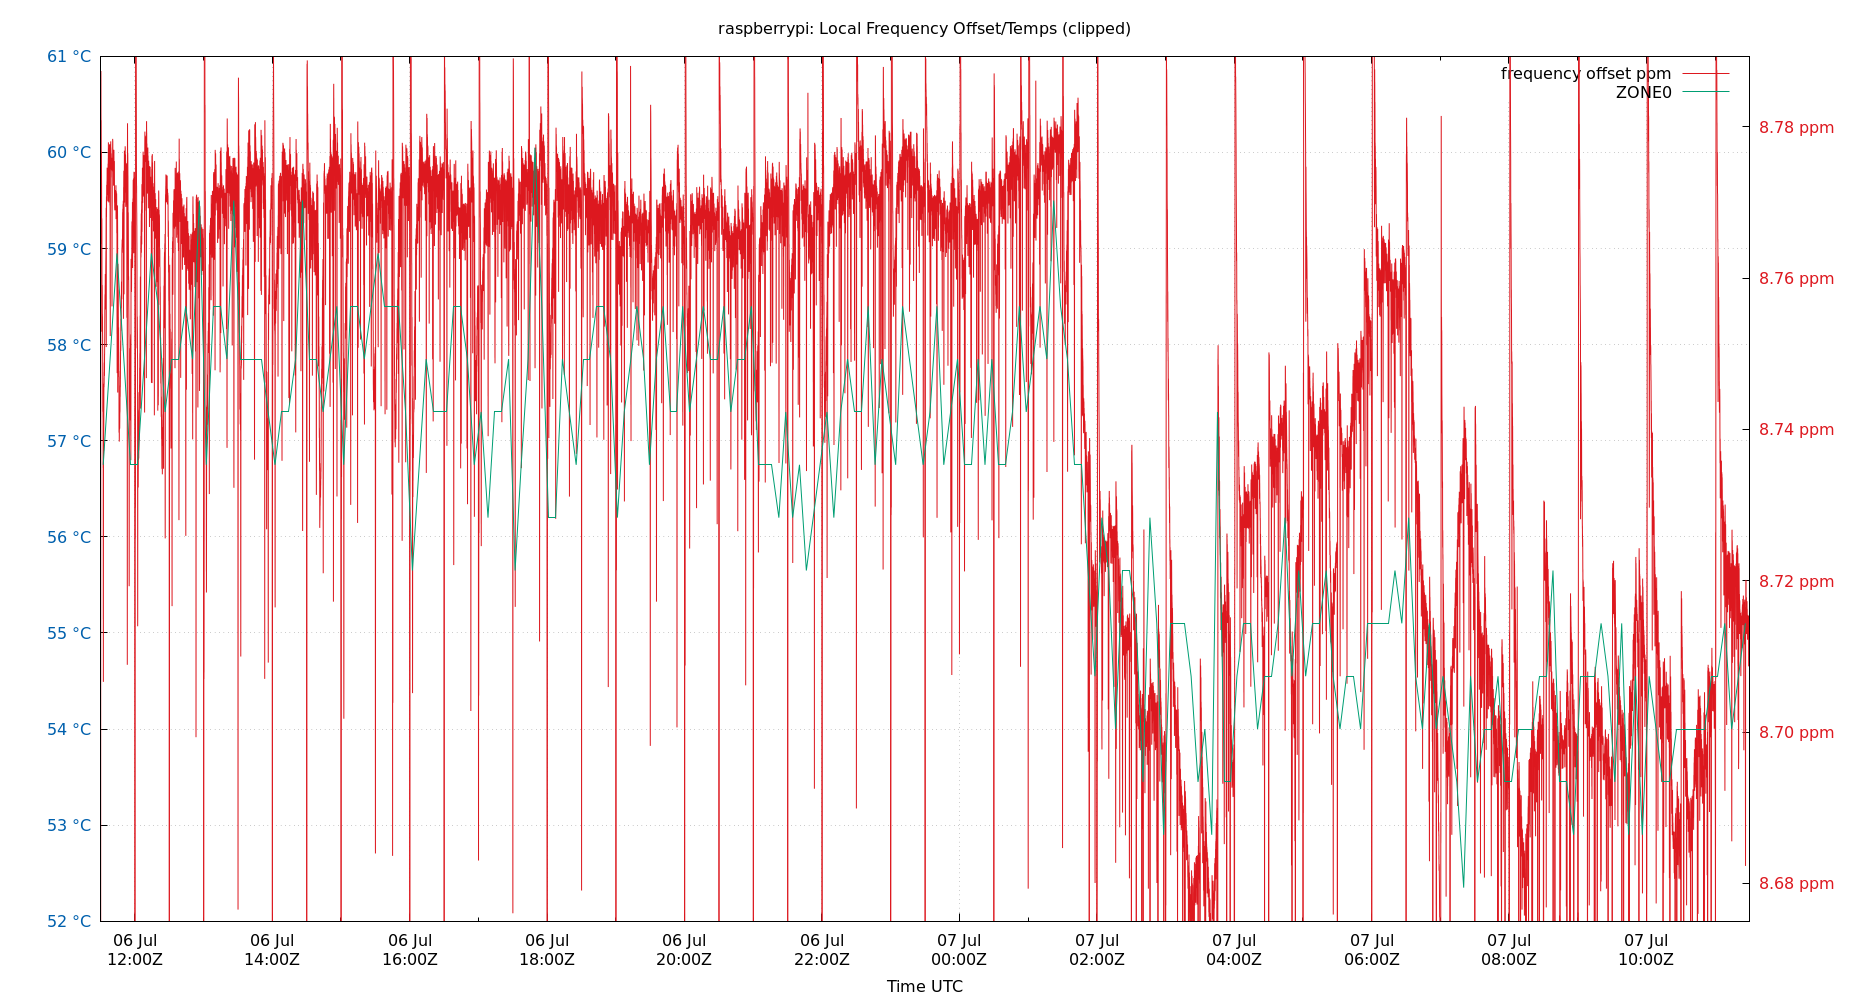 raspberrypi: Local Frequency Offset/Temps (clipped)
61 °C
60 °C
59 °C
58 °C
57 °C
56 °C
55 °C
54 °C
53 °C
52 °C
frequency offset ppm
ZONE0
8.78 ppm
8.76 ppm
8.74 ppm
8.72 ppm
8.70 ppm
8.68 ppm
06 Jul
12:00Z
06 Jul
14:00Z
06 Jul
16:00Z
06 Jul
18:00Z
06 Jul
20:00Z
06 Jul
22:00Z
07 Jul
00:00Z
07 Jul
02:00Z
07 Jul
04:00Z
07 Jul
06:00Z
07 Jul
08:00Z
07 Jul
10:00Z
Time UTC